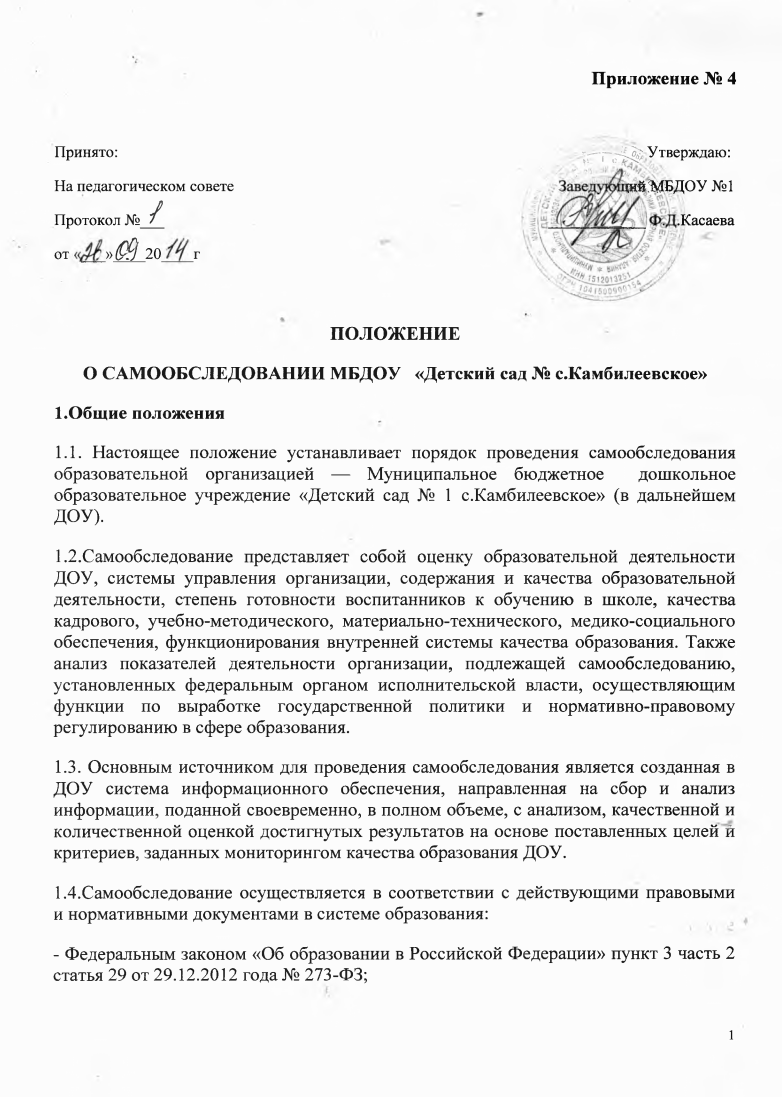 Приложение № 4
Принято: Утверждаю:
На педагогическом совете Заведующий МБДОУ №1
Протокол № 1 Ф.Д.Касаева
от « » 09 2014 г
ИНН 1512013251
ОГРН 1041500900154
ПОЛОЖЕНИЕ
О САМООБСЛЕДОВАНИИ МБДОУ «Детский сад № с.Камбилеевское»
1.Общие положения
1.1. Настоящее положение устанавливает порядок проведения самообследования
образовательной организацией — Муниципальное бюджетное дошкольное
образовательное учреждение «Детский сад № 1 с.Камбилеевское» (в дальнейшем
ДОУ).
1.2.Самообследование представляет собой оценку образовательной деятельности
ДОУ, системы управления организации, содержания и качества образовательной
деятельности, степень готовности воспитанников к обучению в школе, качества
кадрового, учебно-методического, материально-технического, медико-социального
обеспечения, функционирования внутренней системы качества образования. Также
анализ показателей деятельности организации, подлежащей самообследованию,
установленных федеральным органом исполнительской власти, осуществляющим
функции по выработке государственной политики и нормативно-правовому
регулированию в сфере образования.
1.3. Основным источником для проведения самообследования является созданная в
ДОУ система информационного обеспечения, направленная на сбор и анализ
информации, поданной своевременно, в полном объеме, с анализом, качественной и
количественной оценкой достигнутых результатов на основе поставленных целей и
критериев, заданных мониторингом качества образования ДОУ.
1.4.Самообследование осуществляется в соответствии с действующими правовыми
и нормативными документами в системе образования:
- Федеральным законом «Об образовании в Российской Федерации» пункт 3 часть 2
статья 29 от 29.12.2012 года № 273-ФЗ;
1